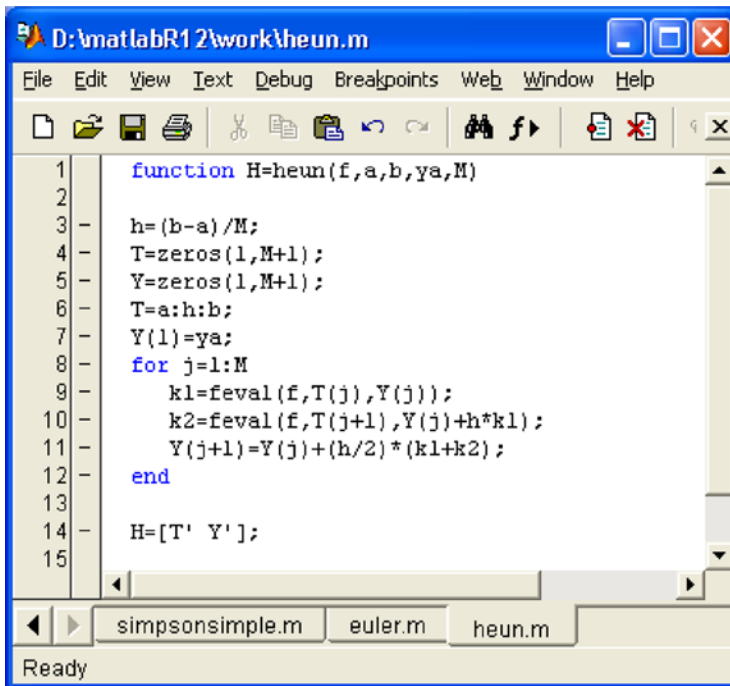 D:\matlabR12\work\heun.m
File Edit View Text Debug Breakpoints Web Window Help
1 function H=heun(f,a,b,ya,M)
2
3 - h=(b-a)/M;
4 - T=zeros(1,M+1);
5 - Y=zeros(1,M+1);
6 - T=a:h:b;
7 - Y(1)=ya;
8 - for j=1:M
9 - k1=feval(f,T(j),Y(j));
10 - k2=feval(f,T(j+1),Y(j)+h*k1);
11 - Y(j+1)=Y(j)+(h/2)*(k1+k2);
12 - end
13
14 - H=[T' Y'];
15
simpsonsimple.m euler.m heun.m
Ready